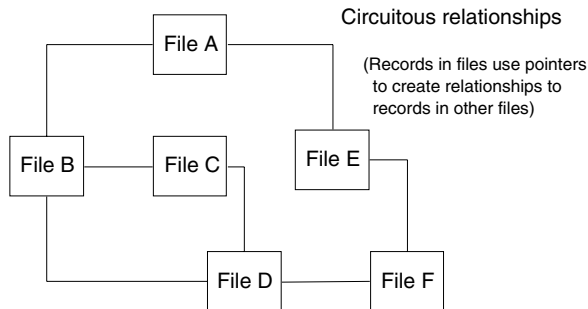 Circuitous relationships
File A
(Records in files use pointers
to create relationships to
records in other files)
File B
File C
File E
File D
File F